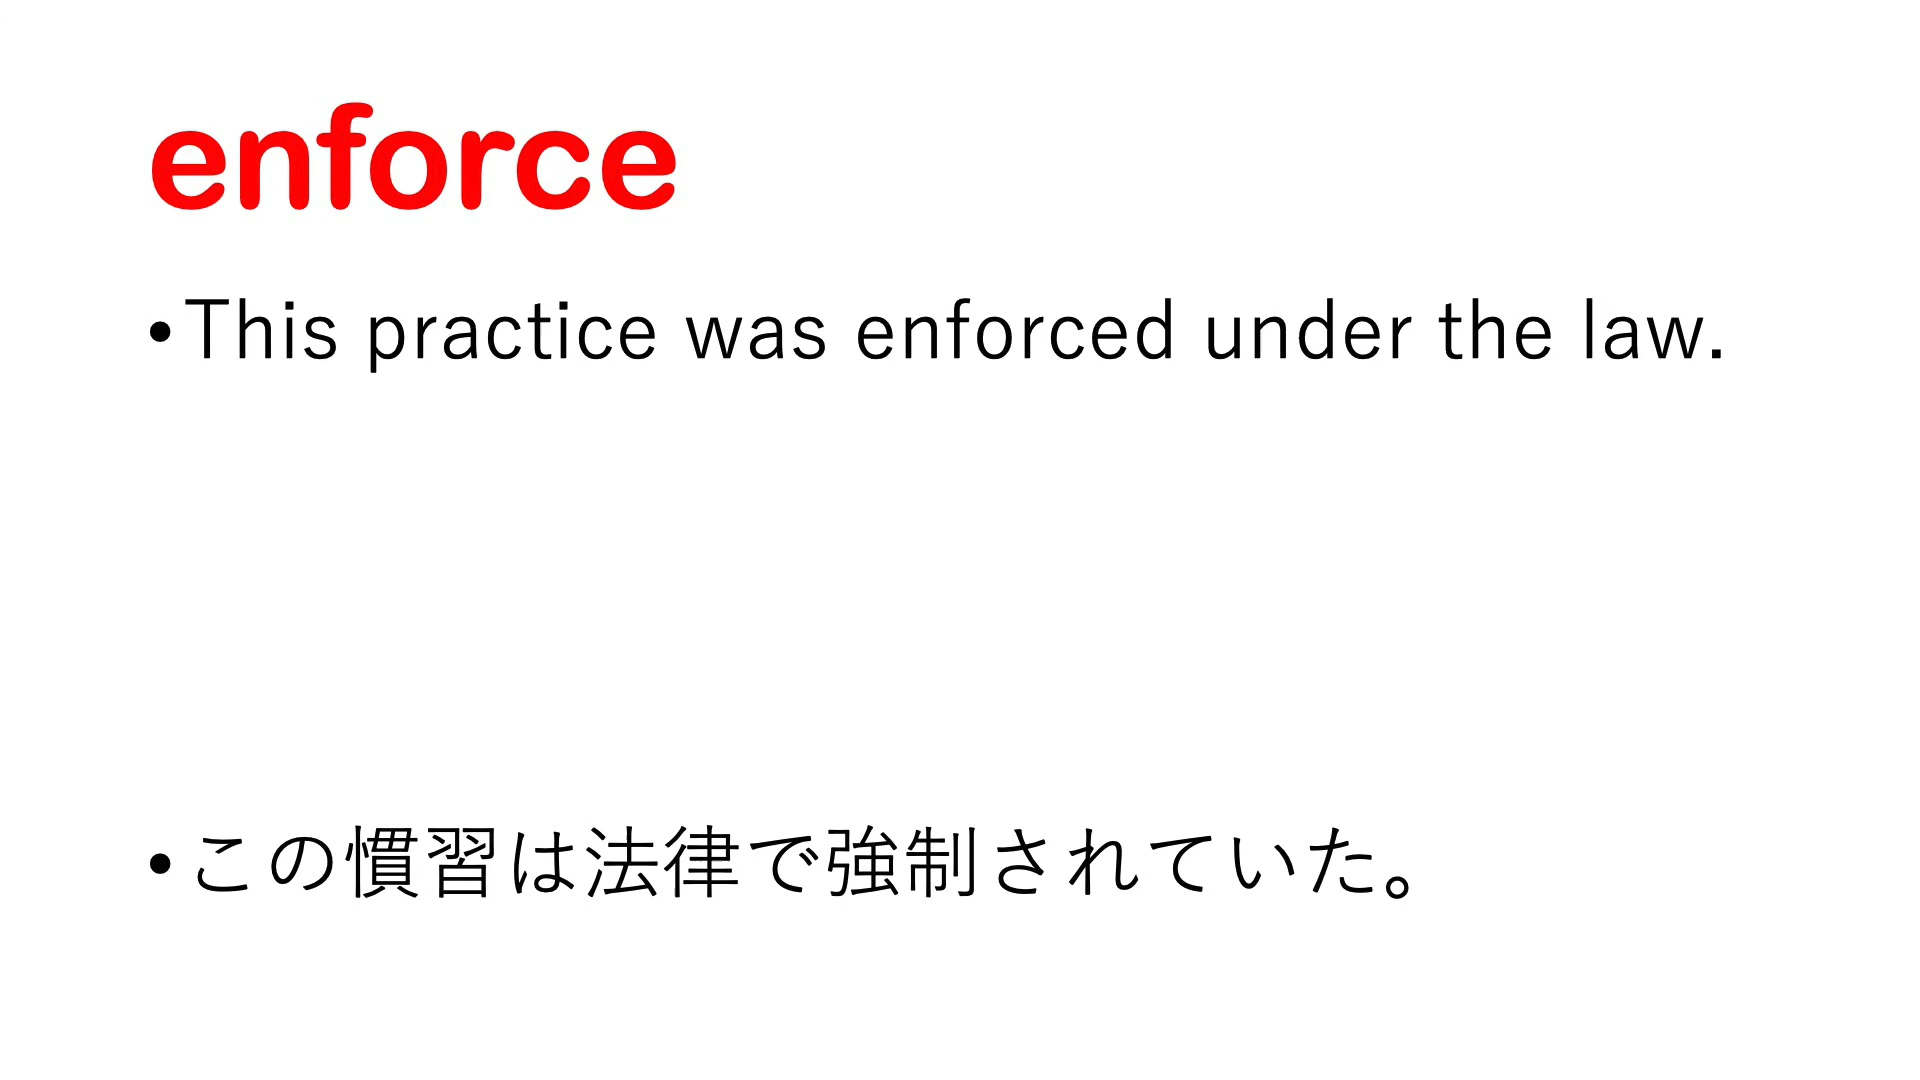 enforce
•This practice was enforced under the law.
•この慣習は法律で強制されていた。